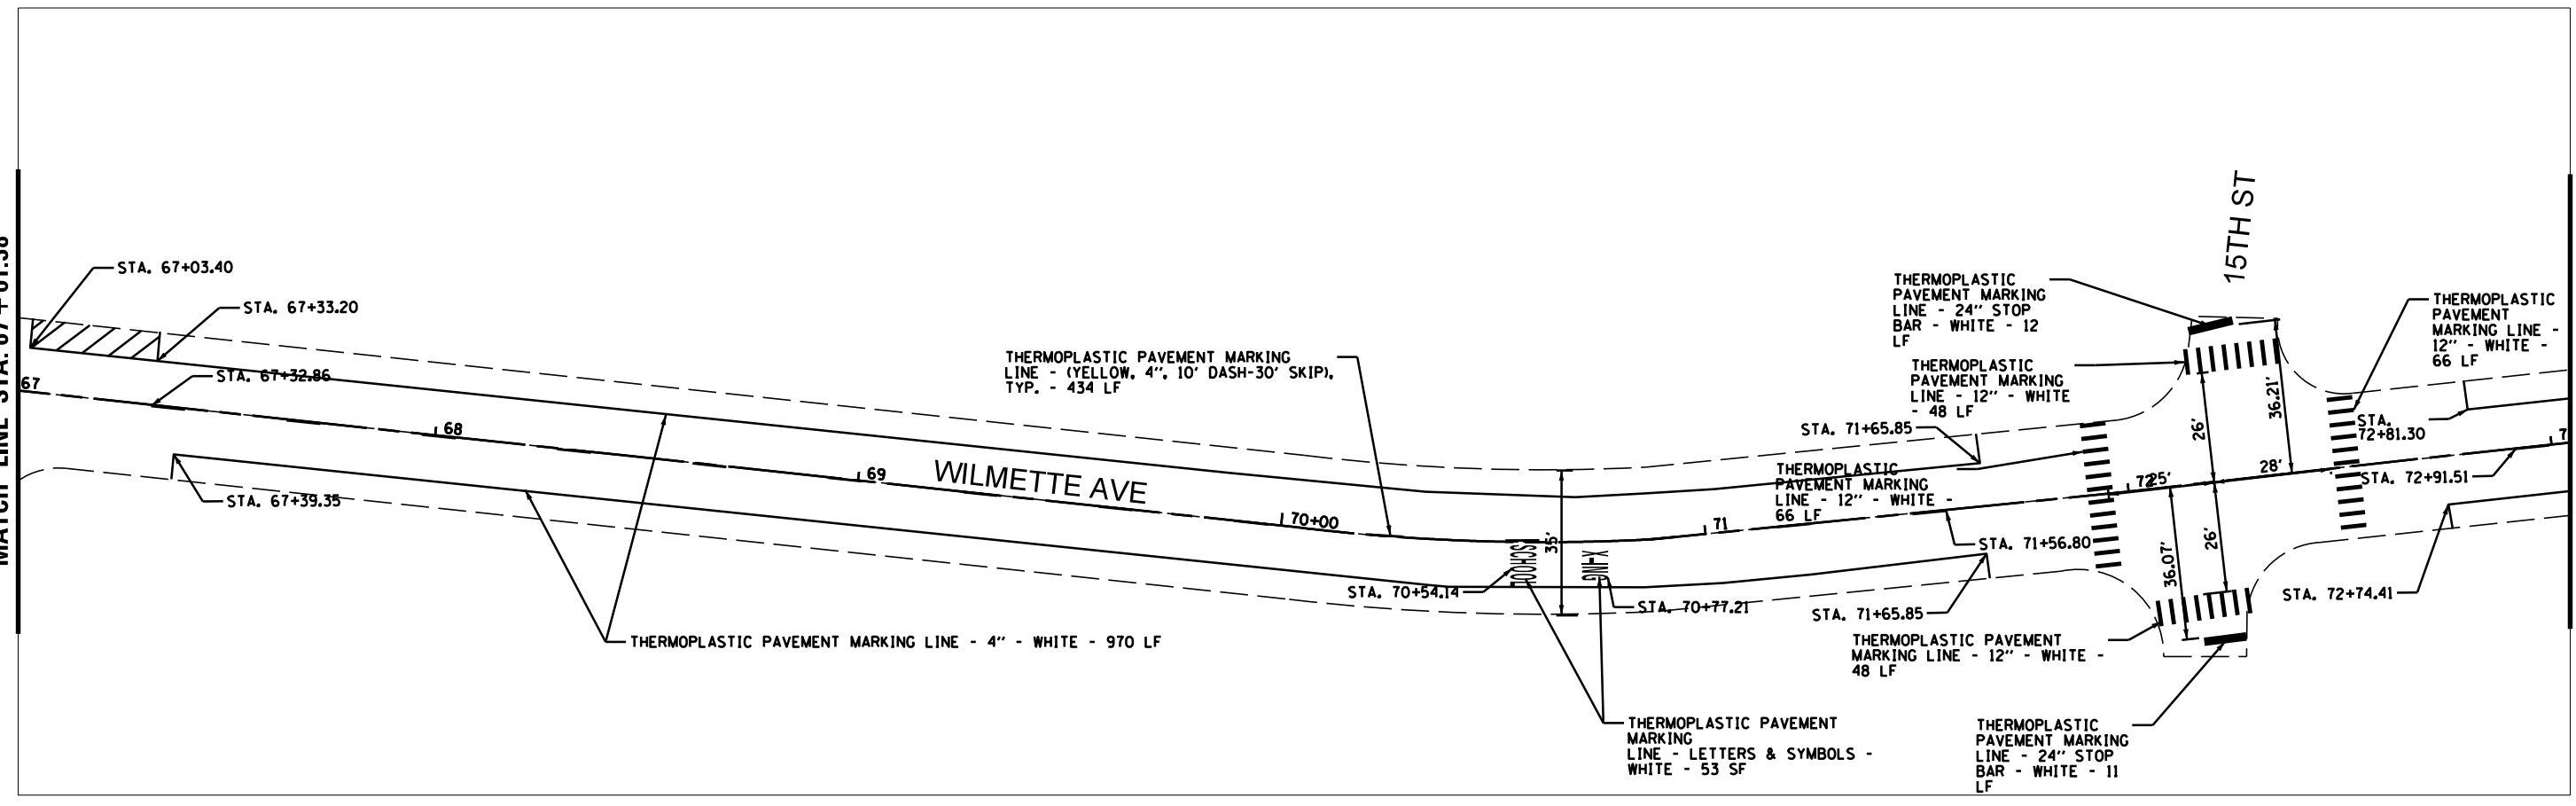 MATCH LINE STA. 67+01.38
STA. 67+03.40
STA. 67+33.20
67
STA. 67+32.86
68
STA. 67+39.35
69
WILMETTE AVE
THERMOPLASTIC PAVEMENT MARKING
LINE - (YELLOW, 4", 10' DASH-30' SKIP),
TYP. - 434 LF
70+00
THERMOPLASTIC PAVEMENT MARKING LINE - 4" - WHITE - 970 LF
SCHOOL
35'
X-ING
STA. 70+54.14
STA. 70+77.21
71
THERMOPLASTIC PAVEMENT
MARKING
LINE - LETTERS & SYMBOLS -
WHITE - 53 SF
THERMOPLASTIC
PAVEMENT MARKING
LINE - 24" STOP
BAR - WHITE - 12
LF
THERMOPLASTIC
PAVEMENT MARKING
LINE - 12" - WHITE
- 48 LF
STA. 71+65.85
THERMOPLASTIC
PAVEMENT MARKING
LINE - 12" - WHITE -
66 LF
STA. 71+56.80
STA. 71+65.85
THERMOPLASTIC PAVEMENT
MARKING LINE - 12" - WHITE -
48 LF
THERMOPLASTIC
PAVEMENT MARKING
LINE - 24" STOP
BAR - WHITE - 11
LF
15TH ST
72
25'
28'
26'
36.21'
36.07'
26'
THERMOPLASTIC
PAVEMENT
MARKING LINE -
12" - WHITE -
66 LF
STA.
72+81.30
STA. 72+91.51
STA. 72+74.41
7